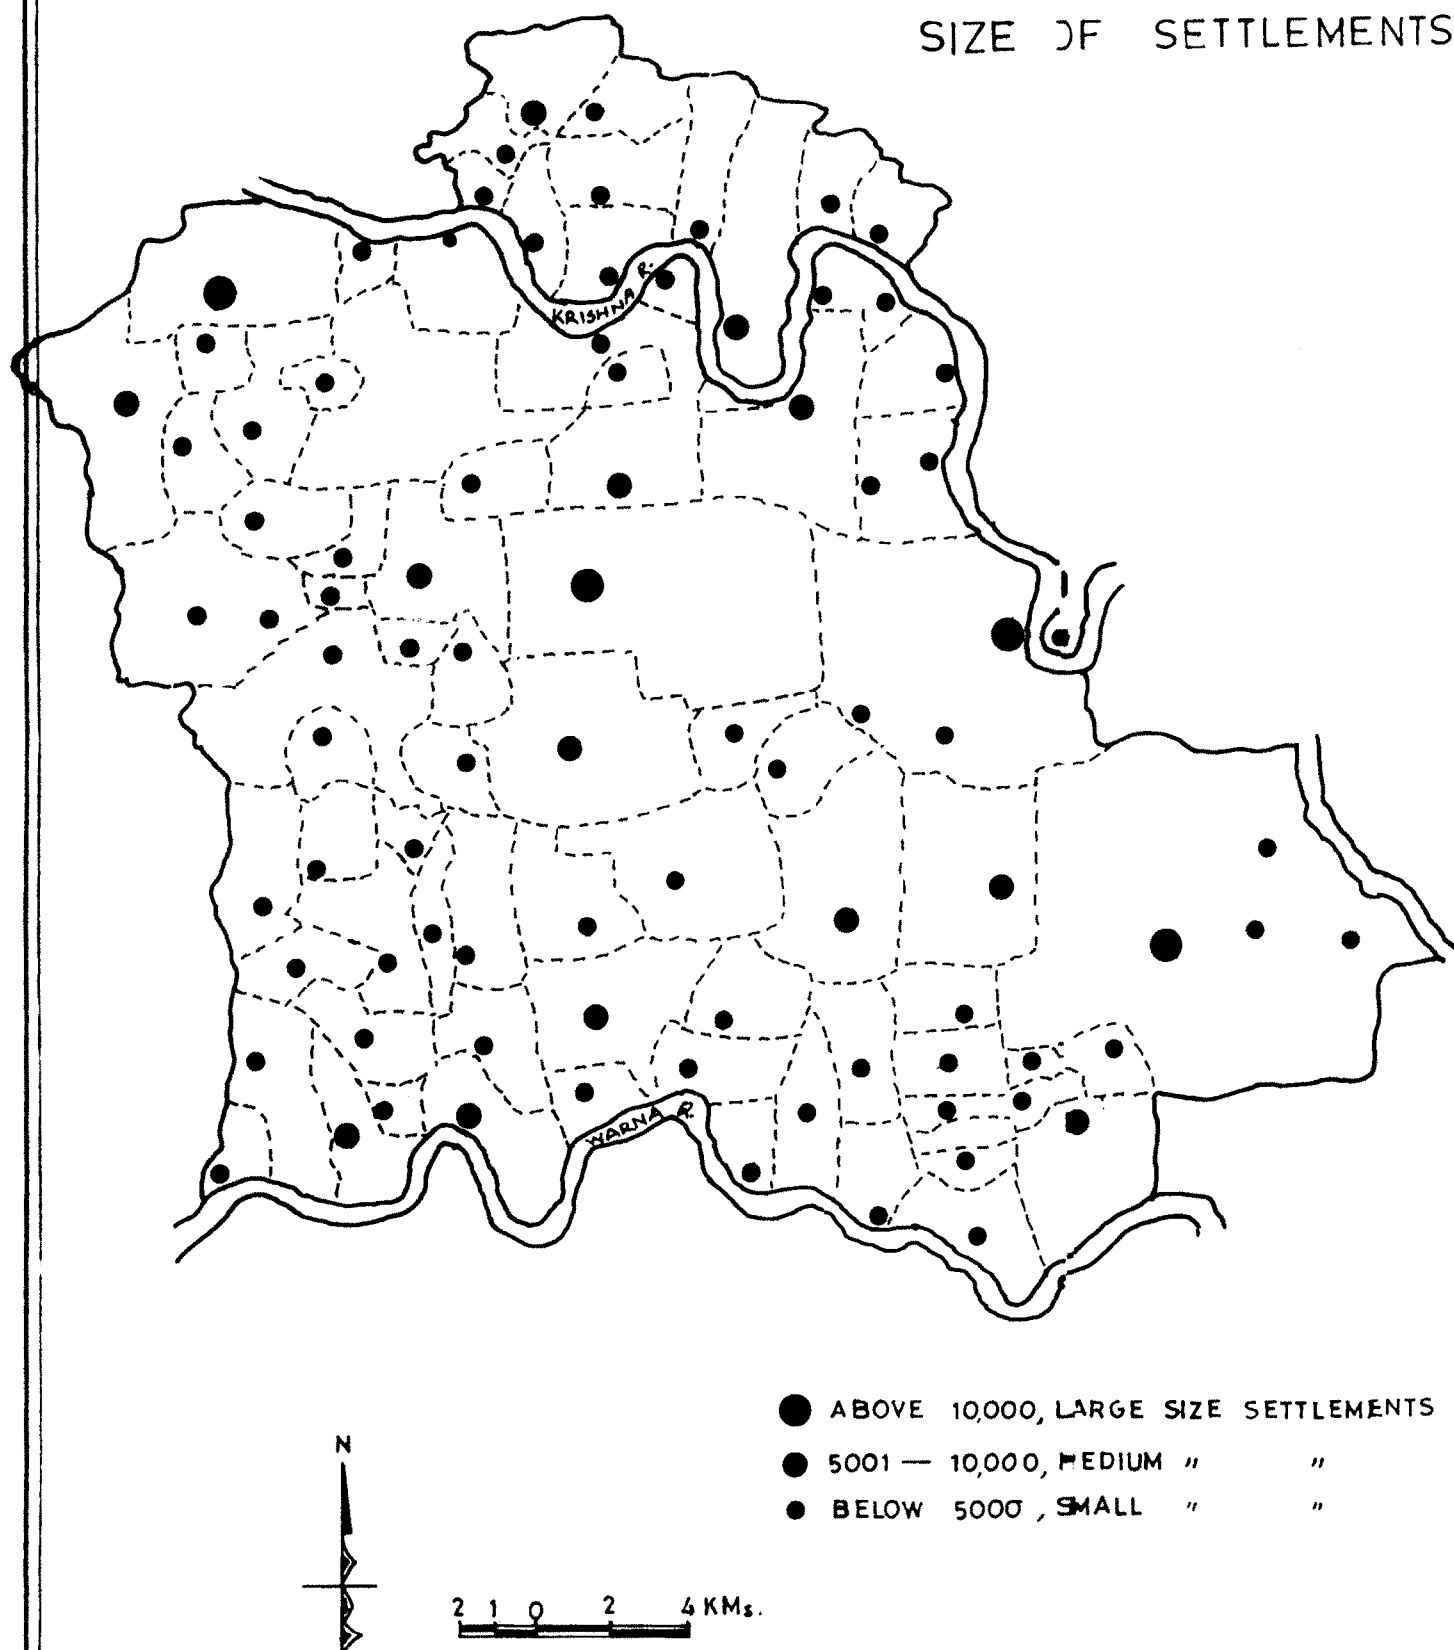 SIZE OF SETTLEMENTS
KRISHNA R.
WARNA R.
ABOVE 10,000, LARGE SIZE SETTLEMENTS
5001 — 10,000, MEDIUM " "
BELOW 5000, SMALL " "
N
2 1 0 2 4 KMs.